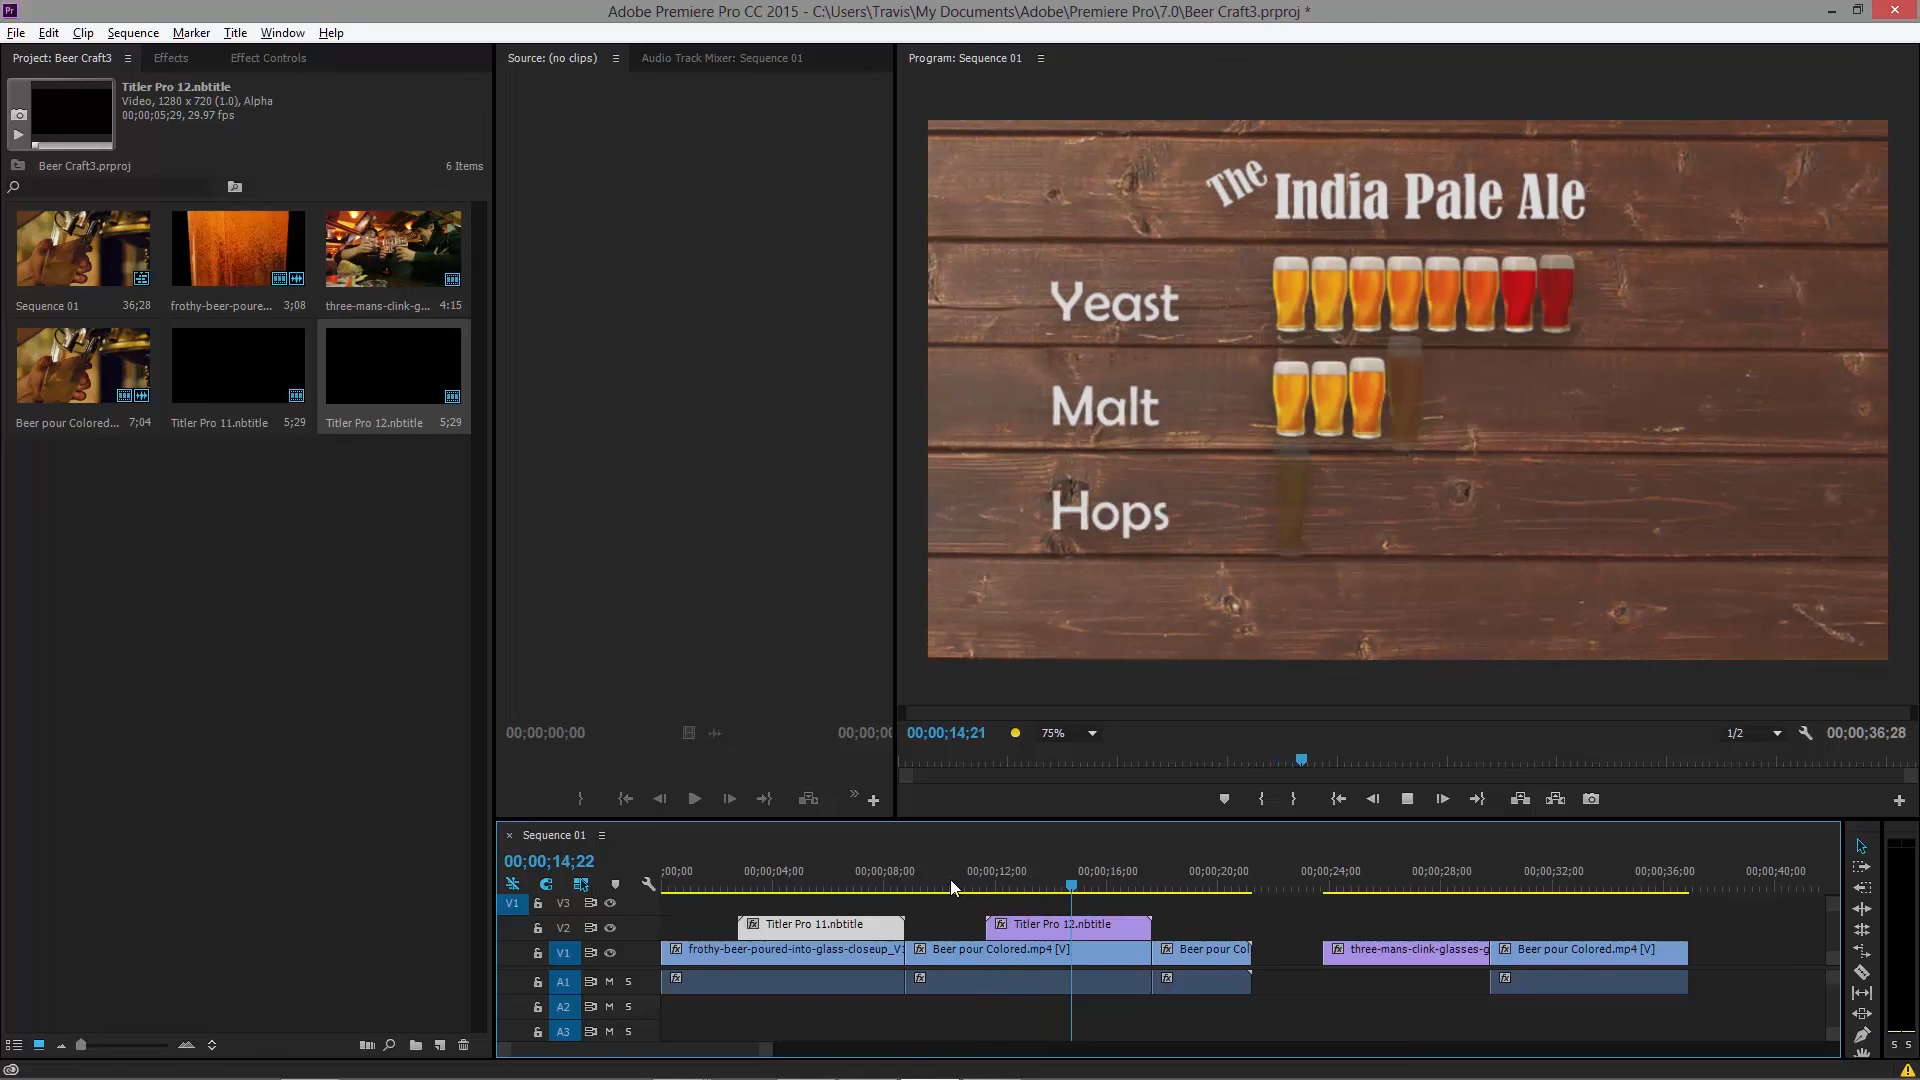 Adobe Premiere Pro CC 2015 - C:\Users\Travis\My Documents\Adobe\Premiere Pro\7.0\Beer Craft3.prproj *
File Edit Clip Sequence Marker Title Window Help
Project: Beer Craft3 Effects Effect Controls
Source: (no clips) Audio Track Mixer: Sequence 01
Program: Sequence 01
Titler Pro 12.nbtitle
Video, 1280 x 720 (1.0), Alpha
00;00;05;29, 29.97 fps
Beer Craft3.prproj 6 Items
Sequence 01 36;28 frothy-beer-poure... 3;08 three-mans-clink-g... 4:15
Beer pour Colored... 7;04 Titler Pro 11.nbtitle 5;29 Titler Pro 12.nbtitle 5;29
The India Pale Ale
Yeast
Malt
Hops
00;00;00;00 00;00;00
00;00;14;21 75% 1/2 00;00;36;28
Sequence 01
00;00;14;22
;00;00 00;00;04;00 00;00;08;00 00;00;12;00 00;00;16;00 00;00;20;00 00;00;24;00 00;00;28;00 00;00;32;00 00;00;36;00 00;00;40;00
V1 V3
V2 Titler Pro 11.nbtitle Titler Pro 12.nbtitle
V1 frothy-beer-poured-into-glass-closeup_V1 Beer pour Colored.mp4 [V] Beer pour Col three-mans-clink-glasses-g Beer pour Colored.mp4 [V]
A1 M S
A2 M S
A3 M S
S S